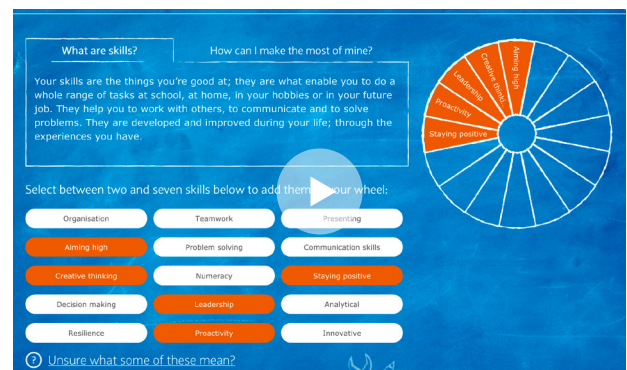 What are skills?
How can I make the most of mine?
Your skills are the things you're good at; they are what enable you to do a
whole range of tasks at school, at home, in your hobbies or in your future
job. They help you to work with others, to communicate and to solve
problems. They are developed and improved during your life; through the
experiences you have.
Aiming high
Creative thinki
Leadership
Proactivity
Staying positive
Select between two and seven skills below to add them your wheel:
Organisation
Teamwork
Presenting
Aiming high
Problem solving
Communication skills
Creative thinking
Numeracy
Staying positive
Decision making
Leadership
Analytical
Resilience
Proactivity
Innovative
? Unsure what some of these mean?